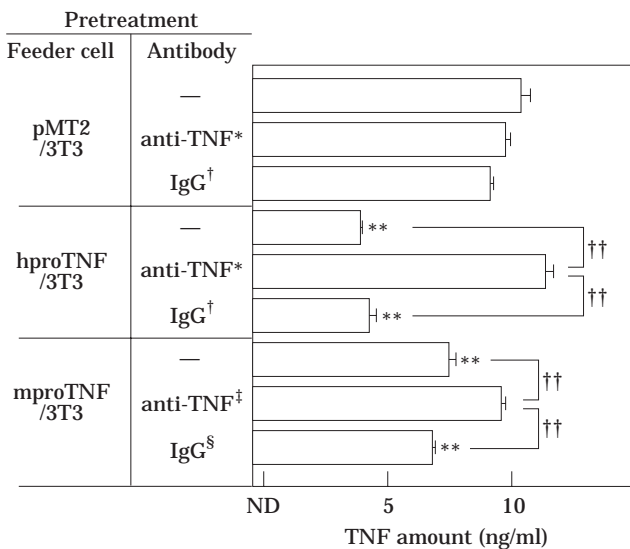 Pretreatment
Feeder cell Antibody
pMT2
/3T3
—
anti-TNF*
IgG†
hproTNF
/3T3
—
**
††
anti-TNF*
††
IgG†
**
mproTNF
/3T3
—
**
††
anti-TNF‡
††
IgG§
**
ND 5 10
TNF amount (ng/ml)